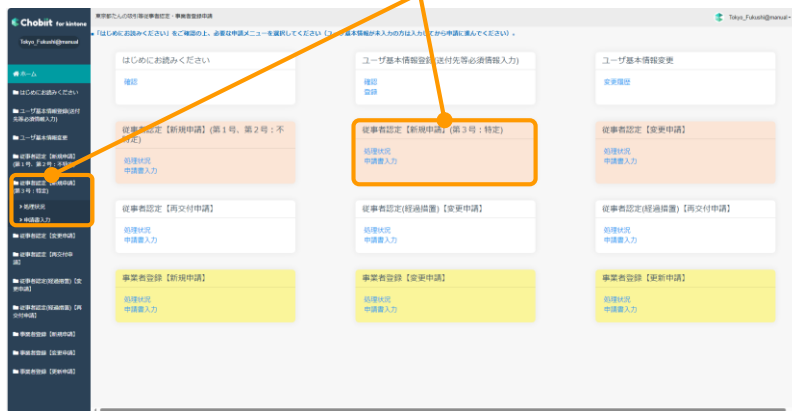 Chobiit for kintone
東京都たんの吸引等従事者認定・事業者登録申請
Tokyo_Fukushi@manual
Tokyo_Fukushi@manual
「はじめにお読みください」をご確認の上、必要な申請メニューを選択してください（ユーザ基本情報が未入力の方は入力してから申請に進んでください）。
ホーム
はじめにお読みください
ユーザ基本情報登録(送付
先等必須情報入力)
ユーザ基本情報変更
従事者認定【新規申請】
(第１号、第２号：不特定)
従事者認定【新規申請】
(第３号：特定)
処理状況
申請書入力
従事者認定【変更申請】
従事者認定【再交付申
請】
従事者認定(経過措置)【変
更申請】
従事者認定(経過措置)【再
交付申請】
事業者登録【新規申請】
事業者登録【変更申請】
事業者登録【更新申請】
はじめにお読みください
確認
ユーザ基本情報登録(送付先等必須情報入力)
確認
登録
ユーザ基本情報変更
変更履歴
従事者認定【新規申請】(第１号、第２号：不
特定)
処理状況
申請書入力
従事者認定【新規申請】(第３号：特定)
処理状況
申請書入力
従事者認定【変更申請】
処理状況
申請書入力
従事者認定【再交付申請】
処理状況
申請書入力
従事者認定(経過措置)【変更申請】
処理状況
申請書入力
従事者認定(経過措置)【再交付申請】
処理状況
申請書入力
事業者登録【新規申請】
処理状況
申請書入力
事業者登録【変更申請】
処理状況
申請書入力
事業者登録【更新申請】
処理状況
申請書入力